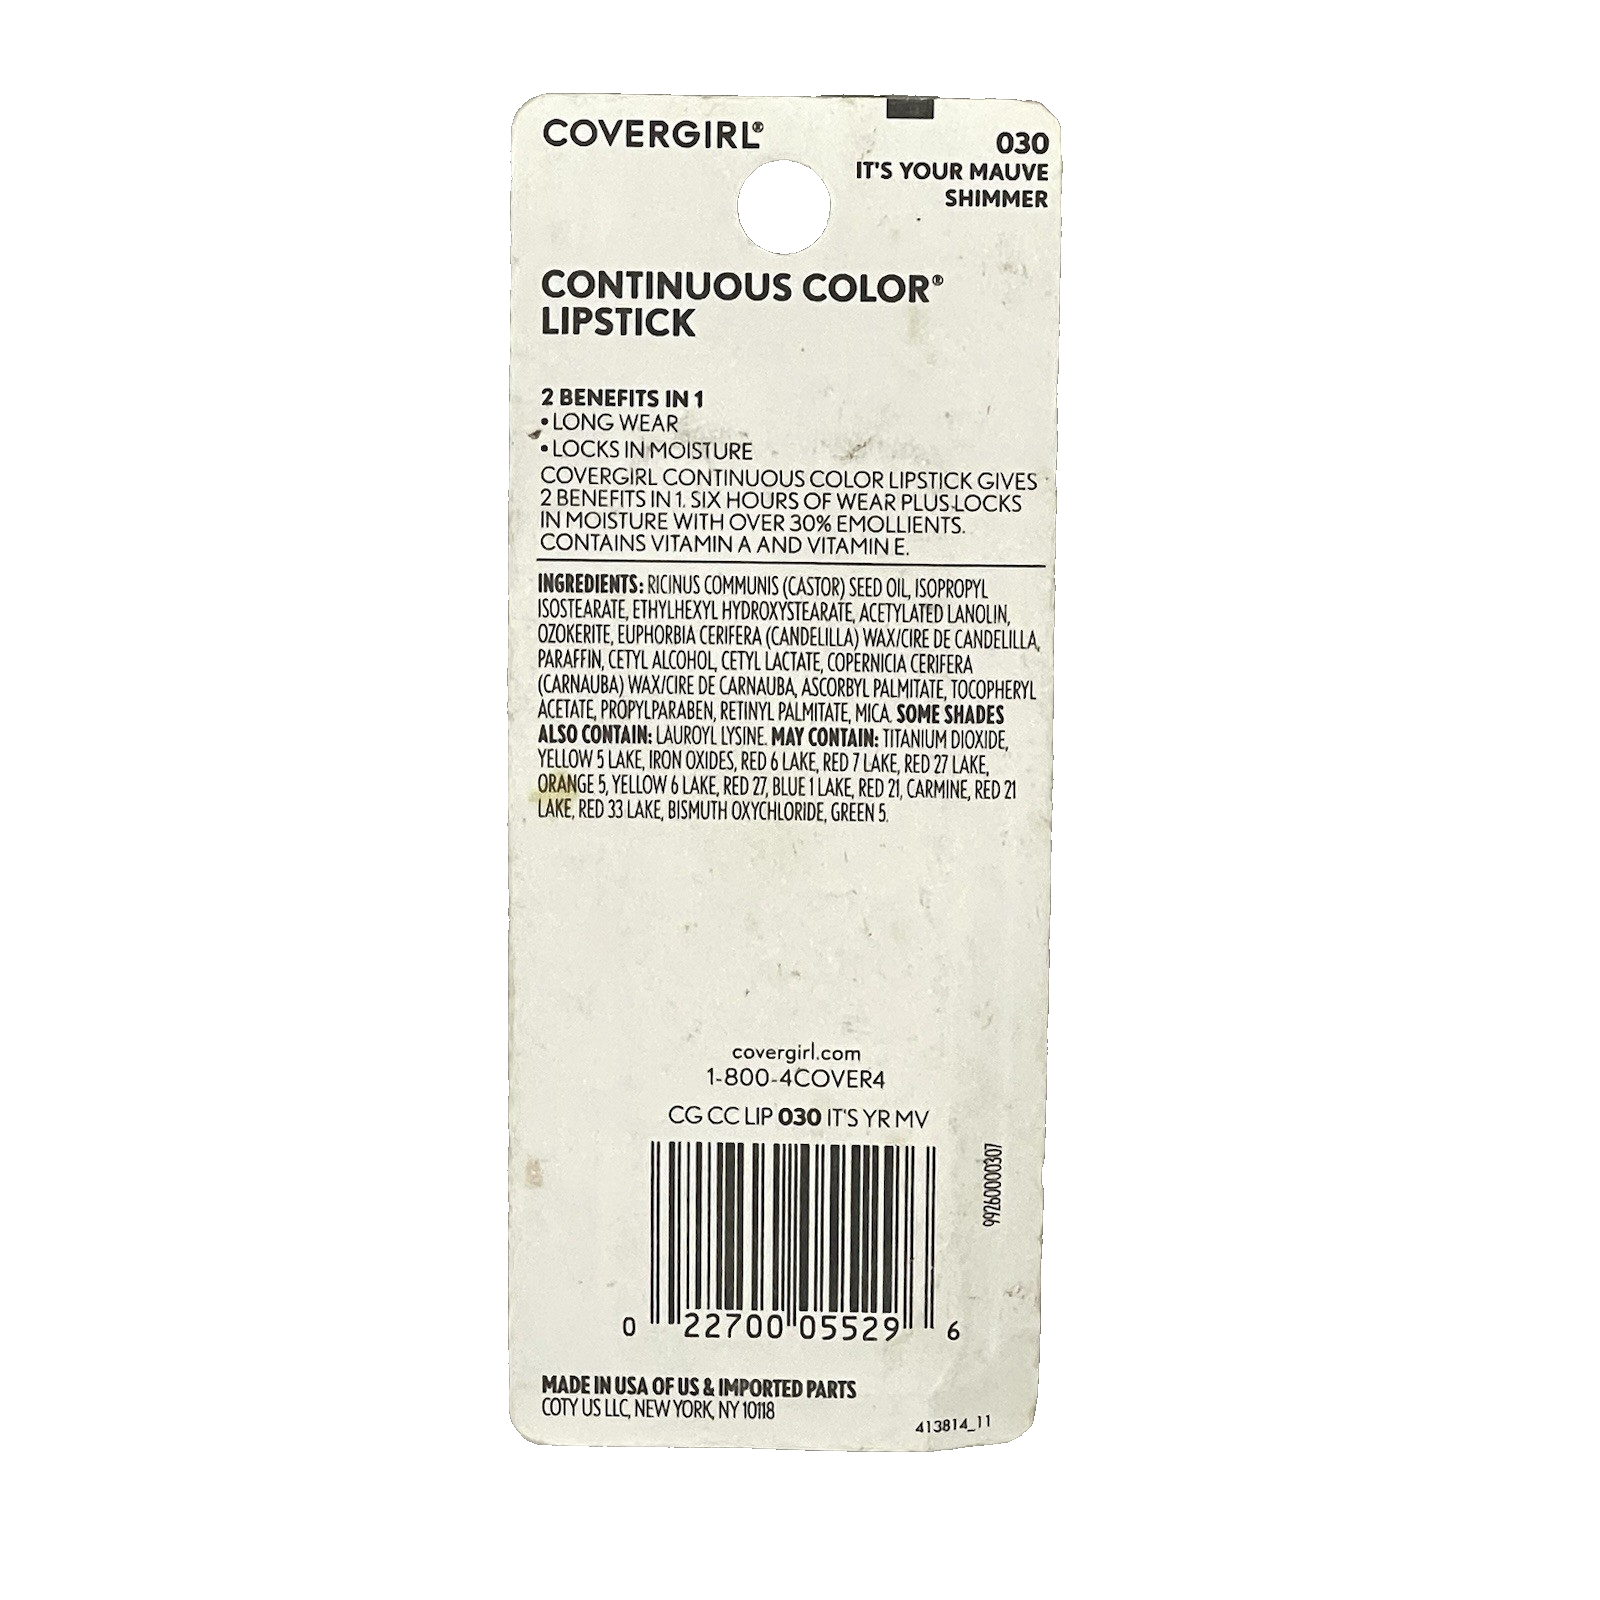 COVERGIRL®
030
IT'S YOUR MAUVE
SHIMMER
CONTINUOUS COLOR®
LIPSTICK
2 BENEFITS IN 1
• LONG WEAR
• LOCKS IN MOISTURE
COVERGIRL CONTINUOUS COLOR LIPSTICK GIVES
2 BENEFITS IN 1. SIX HOURS OF WEAR PLUS LOCKS
IN MOISTURE WITH OVER 30% EMOLLIENTS.
CONTAINS VITAMIN A AND VITAMIN E.
INGREDIENTS: RICINUS COMMUNIS (CASTOR) SEED OIL, ISOPROPYL
ISOSTEARATE, ETHYLHEXYL HYDROXYSTEARATE, ACETYLATED LANOLIN,
OZOKERITE, EUPHORBIA CERIFERA (CANDELILLA) WAX/CIRE DE CANDELILLA,
PARAFFIN, CETYL ALCOHOL, CETYL LACTATE, COPERNICIA CERIFERA
(CARNAUBA) WAX/CIRE DE CARNAUBA, ASCORBYL PALMITATE, TOCOPHERYL
ACETATE, PROPYLPARABEN, RETINYL PALMITATE, MICA. SOME SHADES
ALSO CONTAIN: LAUROYL LYSINE. MAY CONTAIN: TITANIUM DIOXIDE,
YELLOW 5 LAKE, IRON OXIDES, RED 6 LAKE, RED 7 LAKE, RED 27 LAKE,
ORANGE 5, YELLOW 6 LAKE, RED 27, BLUE 1 LAKE, RED 21, CARMINE, RED 21
LAKE, RED 33 LAKE, BISMUTH OXYCHLORIDE, GREEN 5.
covergirl.com
1-800-4COVER4
CG CC LIP 030 IT'S YR MV
99260000307
0 22700 05529 6
MADE IN USA OF US & IMPORTED PARTS
COTY US LLC, NEW YORK, NY 10118
413814_11